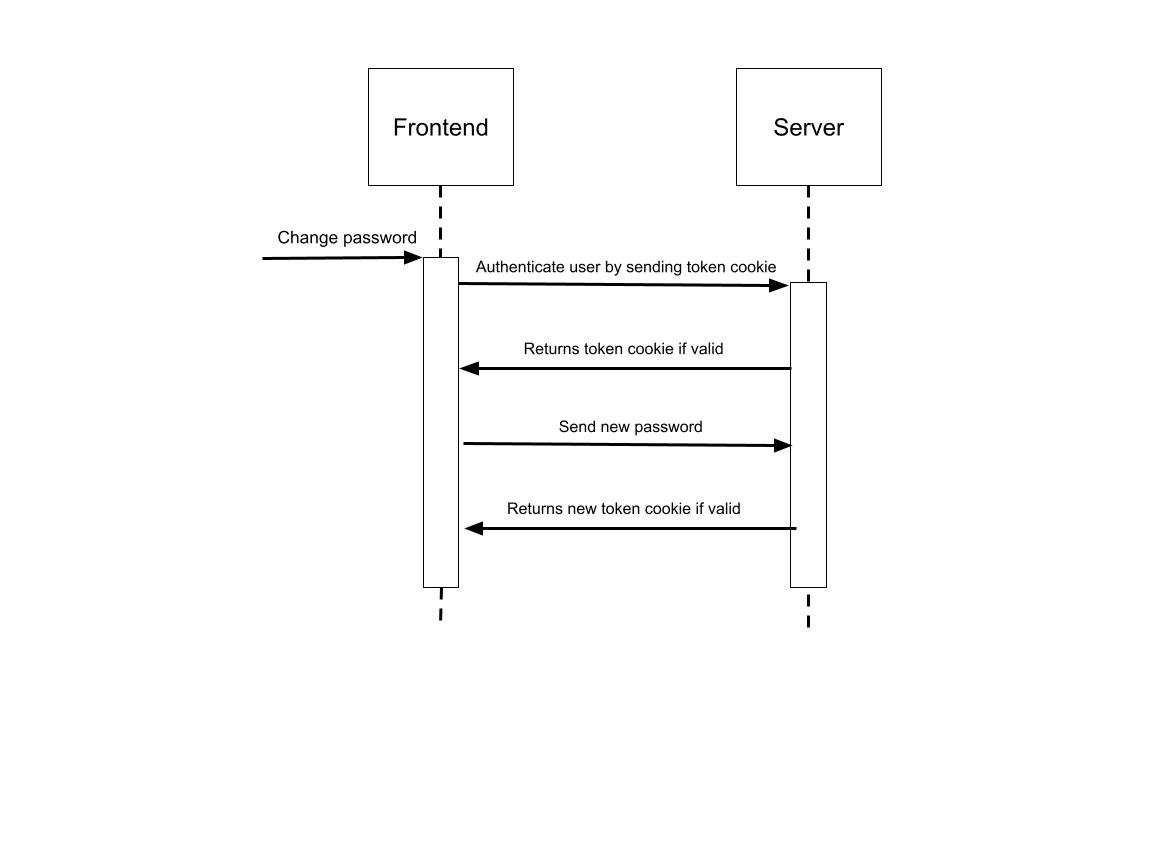 Frontend
Server
Change password
Authenticate user by sending token cookie
Returns token cookie if valid
Send new password
Returns new token cookie if valid